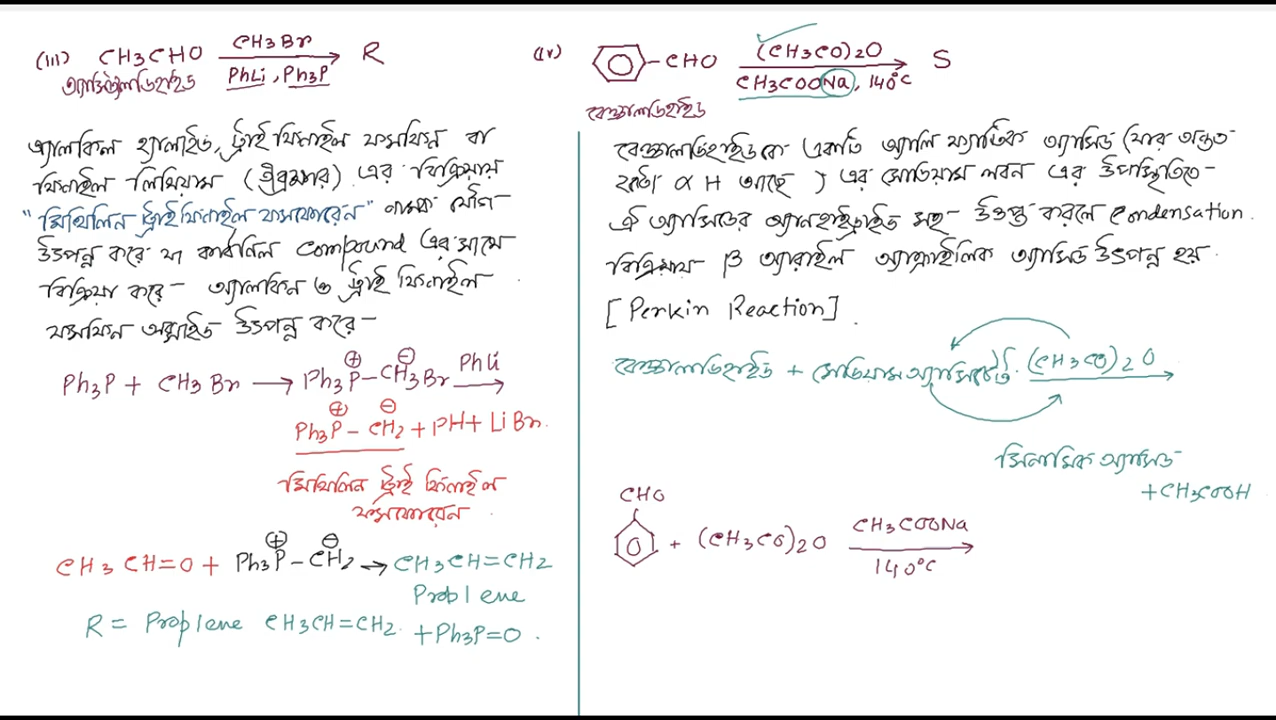 (iii) CH3CHO CH3Br R
PhLi, Ph3P
অ্যাসিট্যালডিহাইড
অ্যালকিল হ্যালাইড, ট্রাই ফিনাইল ফসফিন বা
ফিনাইল লিথিয়াম (দ্রবণে) এর বিক্রিয়ায়
"মিথিলিন ট্রাই ফিনাইল ফসফোরেন" নামক যৌগ
উৎপন্ন করে যা কার্বনিল compound এর সাথে
বিক্রিয়া করে - অ্যালকিন ও ট্রাই ফিনাইল
ফসফিন অক্সাইড উৎপন্ন করে -
Ph3P + CH3Br → Ph3P⊕ – CH3Br⊖ PhLi
Ph3P⊕ – CH2⊖ + PH + LiBr.
মিথিলিন ট্রাই ফিনাইল
ফসফোরেন
CH3CH=O + Ph3P⊕ – CH2⊖ → CH3CH=CH2
Propiene
R = Propiene CH3CH=CH2. + Ph3P=O.
(iv) –CHO (CH3CO)2O S
CH3COONa, 140°C
বেঞ্জালডিহাইড
বেঞ্জালডিহাইডকে একটি অ্যালিফ্যাটিক অ্যাসিড (যার অন্তত
২টো α H আছে) এর সোডিয়াম লবন এর উপস্থিতিতে -
ঐ অ্যাসিডের অ্যানহাইড্রাইড সহ - উত্তপ্ত করলে condensation
বিক্রিয়ায় β অ্যারাইল অ্যাক্রাইলিক অ্যাসিড উৎপন্ন হয়.
[Perkin Reaction].
বেঞ্জালডিহাইড + সোডিয়াম অ্যাসিটেট (CH3CO)2O
সিনামিক অ্যাসিড
+ CH3COOH
CHO
+ (CH3CO)2O CH3COONa
140°C